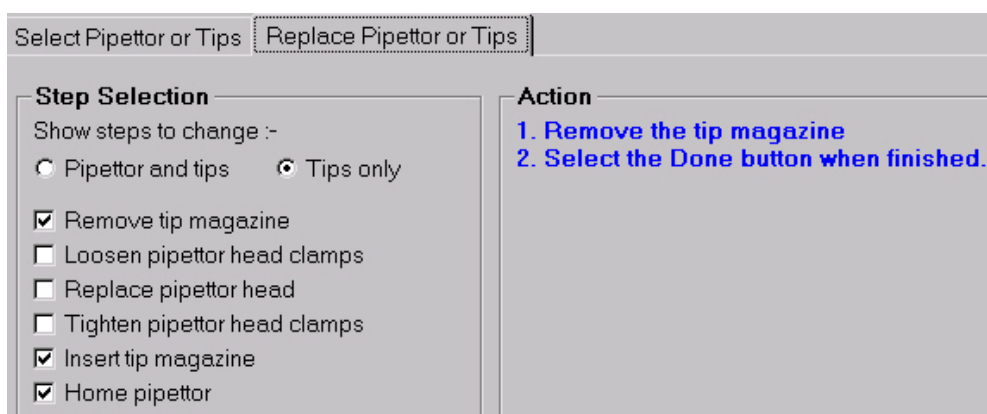 Select Pipettor or Tips
Replace Pipettor or Tips
Step Selection
Show steps to change :-
Pipettor and tips
Tips only
Remove tip magazine
Loosen pipettor head clamps
Replace pipettor head
Tighten pipettor head clamps
Insert tip magazine
Home pipettor
Action
1. Remove the tip magazine
2. Select the Done button when finished.